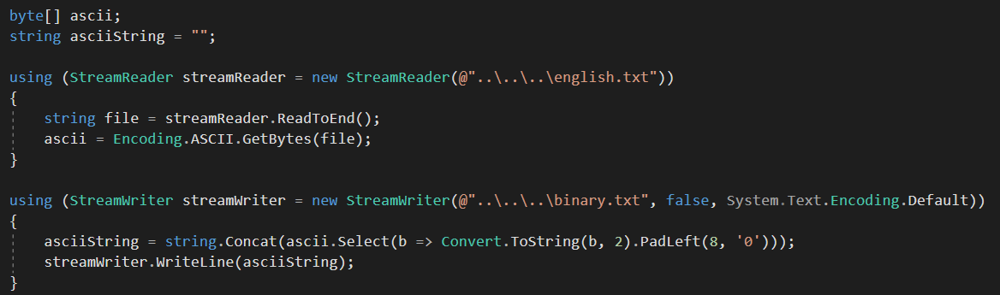 byte[] ascii;
string asciiString = "";
using (StreamReader streamReader = new StreamReader(@"..\..\..\english.txt"))
{
string file = streamReader.ReadToEnd();
ascii = Encoding.ASCII.GetBytes(file);
}
using (StreamWriter streamWriter = new StreamWriter(@"..\..\..\binary.txt", false, System.Text.Encoding.Default))
{
asciiString = string.Concat(ascii.Select(b => Convert.ToString(b, 2).PadLeft(8, '0')));
streamWriter.WriteLine(asciiString);
}